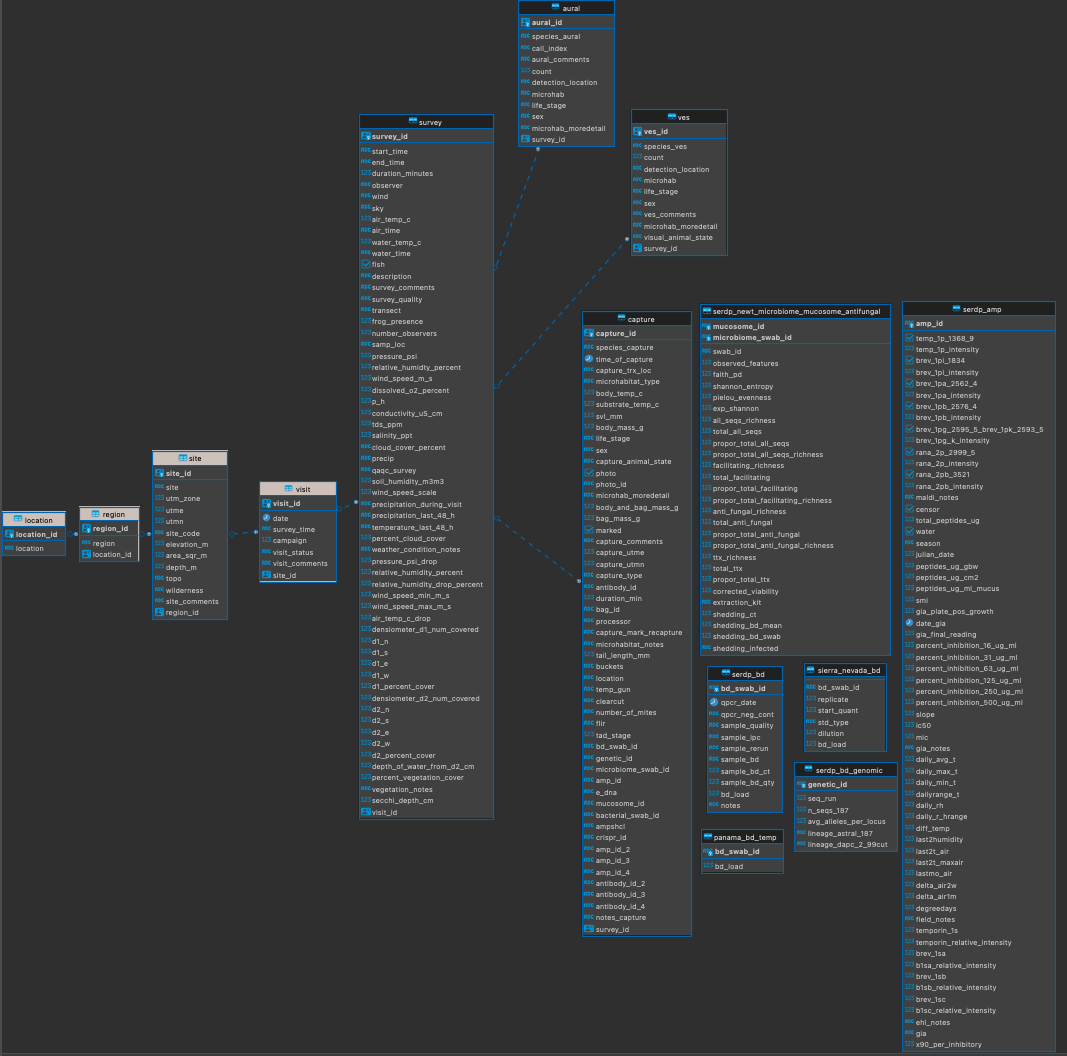 aural
aural_id
species_aural
call_index
aural_comments
count
detection_location
microhab
life_stage
sex
microhab_moredetail
survey_id
ves
ves_id
species_ves
count
detection_location
microhab
life_stage
sex
ves_comments
microhab_moredetail
visual_animal_state
survey_id
survey
survey_id
start_time
end_time
duration_minutes
observer
wind
sky
air_temp_c
air_time
water_temp_c
water_time
fish
description
survey_comments
survey_quality
transect
frog_presence
number_observers
samp_loc
pressure_psi
relative_humidty_percent
wind_speed_m_s
dissolved_o2_percent
p_h
conductivity_uS_cm
tds_ppm
salinity_ppt
cloud_cover_percent
precip
qaqc_survey
soil_humidity_m3m3
wind_speed_scale
precipitation_during_visit
precipitation_last_48_h
temperature_last_48_h
percent_cloud_cover
weather_condition_notes
pressure_psi_drop
relative_humidity_percent
relative_humidity_drop_percent
wind_speed_min_m_s
wind_speed_max_m_s
air_temp_c_drop
densiometer_d1_num_covered
d1_n
d1_s
d1_e
d1_w
d1_percent_cover
densiometer_d2_num_covered
d2_n
d2_s
d2_e
d2_w
d2_percent_cover
depth_of_water_from_d2_cm
percent_vegetation_cover
vegetation_notes
secchi_depth_cm
visit_id
location
location_id
location
region
region_id
region
location_id
site
site_id
site
utm_zone
utme
utmn
site_code
elevation_m
area_sqr_m
depth_m
topo
wilderness
site_comments
region_id
visit
visit_id
date
survey_time
campaign
visit_status
visit_comments
site_id
capture
capture_id
species_capture
time_of_capture
capture_trx_loc
microhabitat_type
body_temp_c
substrate_temp_c
svl_mm
body_mass_g
life_stage
sex
capture_animal_state
photo
photo_id
microhab_moredetail
body_and_bag_mass_g
bag_mass_g
marked
capture_comments
capture_utme
capture_utmn
capture_type
antibody_id
duration_min
bag_id
processor
capture_mark_recapture
microhabitat_notes
tail_length_mm
buckets
location
temp_gun
clearcut
number_of_mites
flir
tad_stage
bd_swab_id
genetic_id
microbiome_swab_id
amp_id
e_dna
mucosome_id
bacterial_swab_id
ampshcl
crispr_id
amp_id_2
amp_id_3
amp_id_4
antibody_id_2
antibody_id_3
antibody_id_4
notes_capture
survey_id
serdp_newt_microbiome_mucosome_antifungal
mucosome_id
microbiome_swab_id
swab_id
observed_features
faith_pd
shannon_entropy
pielou_evenness
exp_shannon
all_seqs_richness
total_all_seqs
propor_total_all_seqs
propor_total_all_seqs_richness
facilitating_richness
total_facilitating
propor_total_facilitating
propor_total_facilitating_richness
anti_fungal_richness
total_anti_fungal
propor_total_anti_fungal
propor_total_anti_fungal_richness
ttx_richness
total_ttx
propor_total_ttx
corrected_viability
extraction_kit
shedding_ct
shedding_bd_mean
shedding_bd_swab
shedding_infected
serdp_bd
bd_swab_id
qpcr_date
qpcr_neg_cont
sample_quality
sample_ipc
sample_rerun
sample_bd
sample_bd_ct
sample_bd_qty
bd_load
notes
sierra_nevada_bd
bd_swab_id
replicate
start_quant
std_type
dilution
bd_load
serdp_bd_genomic
genetic_id
seq_run
n_seqs_187
avg_alleles_per_locus
lineage_astral_187
lineage_dapc_2_99cut
panama_bd_temp
bd_swab_id
bd_load
serdp_amp
amp_id
temp_1p_1368_9
temp_1p_intensity
brev_1pi_1834
brev_1pi_intensity
brev_1pa_2562_4
brev_1pa_intensity
brev_1pb_2576_4
brev_1pb_intensity
brev_1pg_2595_5_brev_1pk_2593_5
brev_1pg_k_intensity
rana_2p_2999_5
rana_2p_intensity
rana_2pb_3521
rana_2pb_intensity
maldi_notes
censor
total_peptides_ug
water
season
julian_date
peptides_ug_gbw
peptides_ug_cm2
peptides_ug_ml_mucus
smi
gia_plate_pos_growth
date_gia
gia_final_reading
percent_inhibition_16_ug_ml
percent_inhibition_31_ug_ml
percent_inhibition_63_ug_ml
percent_inhibition_125_ug_ml
percent_inhibition_250_ug_ml
percent_inhibition_500_ug_ml
slope
ic50
mic
gia_notes
daily_avg_t
daily_max_t
daily_min_t
dailyrange_t
daily_rh
daily_r_hrange
diff_temp
last2humidity
last2t_air
last2t_maxair
lastmo_air
delta_air2w
delta_air1m
degreedays
field_notes
temporin_1s
temporin_relative_intensity
brev_1sa
b1sa_relative_intensity
brev_1sb
b1sb_relative_intensity
brev_1sc
b1sc_relative_intensity
ehl_notes
gia
x90_per_inhibitory